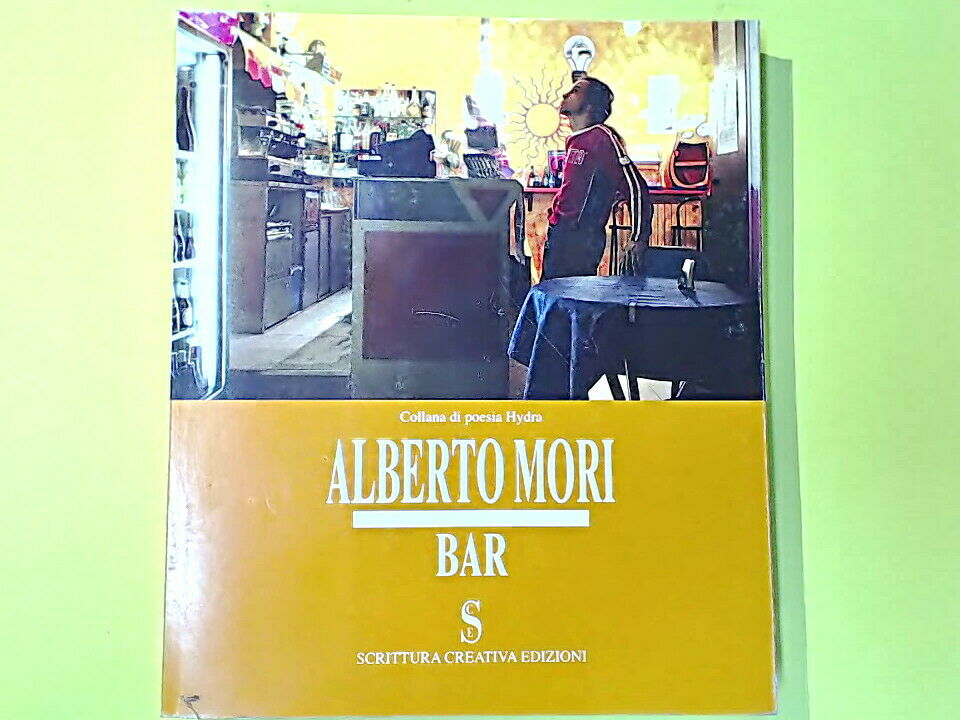 Collana di poesia Hydra
ALBERTO MORI
BAR
SCE
SCRITTURA CREATIVA EDIZIONI